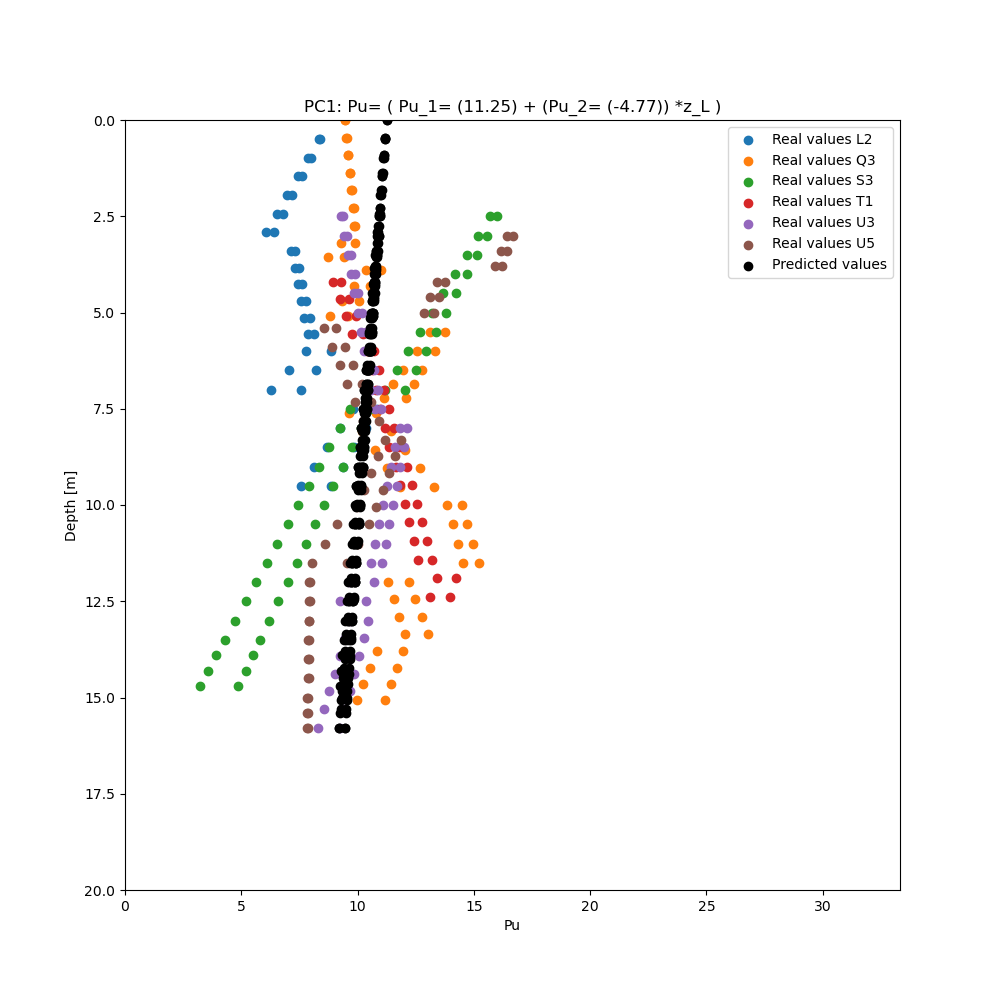 PC1: Pu= ( Pu_1= (11.25) + (Pu_2= (-4.77)) *z_L )
Real values L2
Real values Q3
Real values S3
Real values T1
Real values U3
Real values U5
Predicted values
0.0
2.5
5.0
7.5
10.0
12.5
15.0
17.5
20.0
Depth [m]
0 5 10 15 20 25 30
Pu